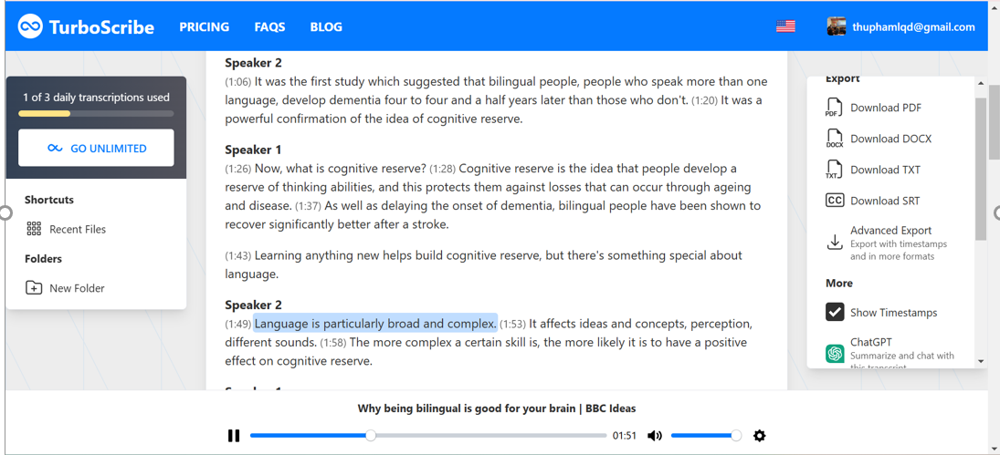 TurboScribe PRICING FAQS BLOG thuphamlqd@gmail.com
1 of 3 daily transcriptions used
GO UNLIMITED
Shortcuts
Recent Files
Folders
New Folder
Speaker 2
(1:06) It was the first study which suggested that bilingual people, people who speak more than one
language, develop dementia four to four and a half years later than those who don't. (1:20) It was a
powerful confirmation of the idea of cognitive reserve.
Speaker 1
(1:26) Now, what is cognitive reserve? (1:28) Cognitive reserve is the idea that people develop a
reserve of thinking abilities, and this protects them against losses that can occur through ageing
and disease. (1:37) As well as delaying the onset of dementia, bilingual people have been shown to
recover significantly better after a stroke.
(1:43) Learning anything new helps build cognitive reserve, but there's something special about
language.
Speaker 2
(1:49) Language is particularly broad and complex. (1:53) It affects ideas and concepts, perception,
different sounds. (1:58) The more complex a certain skill is, the more likely it is to have a positive
effect on cognitive reserve.
Export
PDF Download PDF
DOCX Download DOCX
TXT Download TXT
CC Download SRT
Advanced Export
Export with timestamps
and in more formats
More
Show Timestamps
ChatGPT
Summarize and chat with
this transcript
Why being bilingual is good for your brain | BBC Ideas
01:51